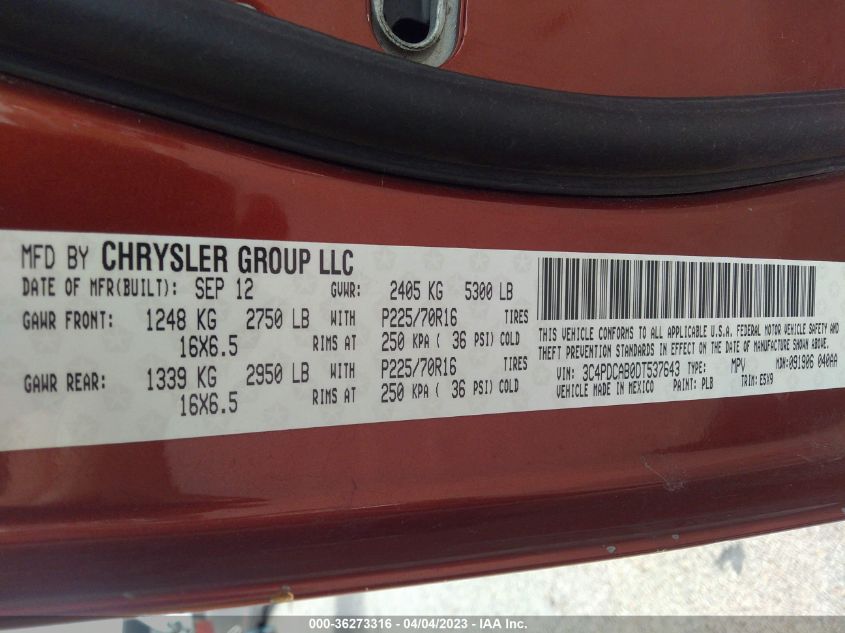 MFD BY CHRYSLER GROUP LLC
DATE OF MFR(BUILT): SEP 12 GVWR: 2405 KG 5300 LB
GAWR FRONT: 1248 KG 2750 LB WITH P225/70R16 TIRES
16X6.5 RIMS AT 250 KPA ( 36 PSI) COLD
GAWR REAR: 1339 KG 2950 LB WITH P225/70R16 TIRES
16X6.5 RIMS AT 250 KPA ( 36 PSI) COLD
THIS VEHICLE CONFORMS TO ALL APPLICABLE U.S.A. FEDERAL MOTOR VEHICLE SAFETY AND
THEFT PREVENTION STANDARDS IN EFFECT ON THE DATE OF MANUFACTURE SHOWN ABOVE.
VIN: 3C4PDCAB0DT537643 TYPE: MPV MDH:091906 040AA
VEHICLE MADE IN MEXICO PAINT: PLB TRIM: E5X9
000-36273316 - 04/04/2023 - IAA Inc.